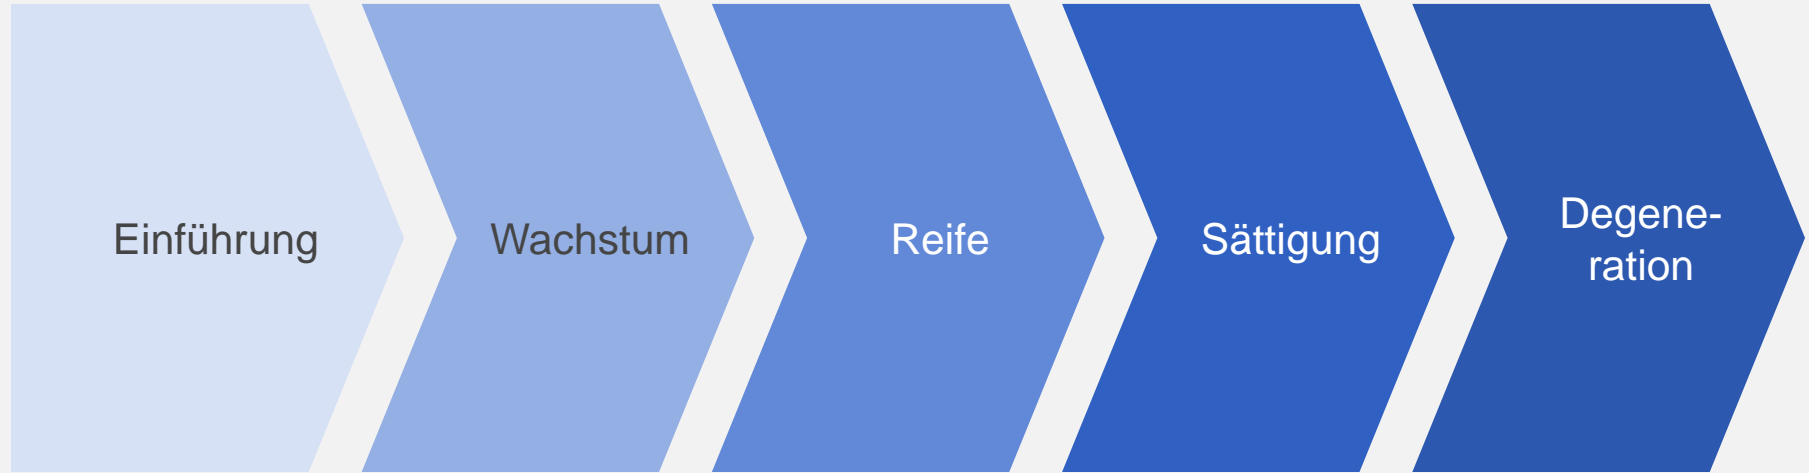 Einführung
Wachstum
Reife
Sättigung
Degene-
ration